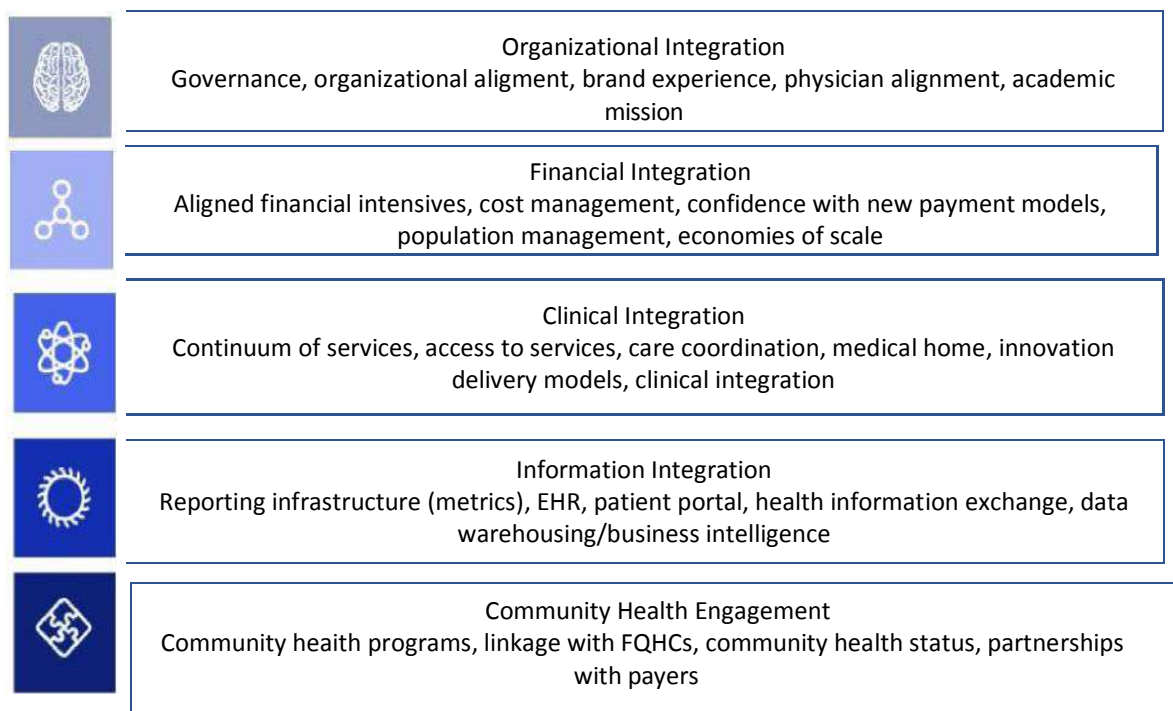 Organizational Integration
Governance, organizational aligment, brand experience, physician alignment, academic
mission
Financial Integration
Aligned financial intensives, cost management, confidence with new payment models,
population management, economies of scale
Clinical Integration
Continuum of services, access to services, care coordination, medical home, innovation
delivery models, clinical integration
Information Integration
Reporting infrastructure (metrics), EHR, patient portal, health information exchange, data
warehousing/business intelligence
Community Health Engagement
Community heaith programs, linkage with FQHCs, community health status, partnerships
with payers